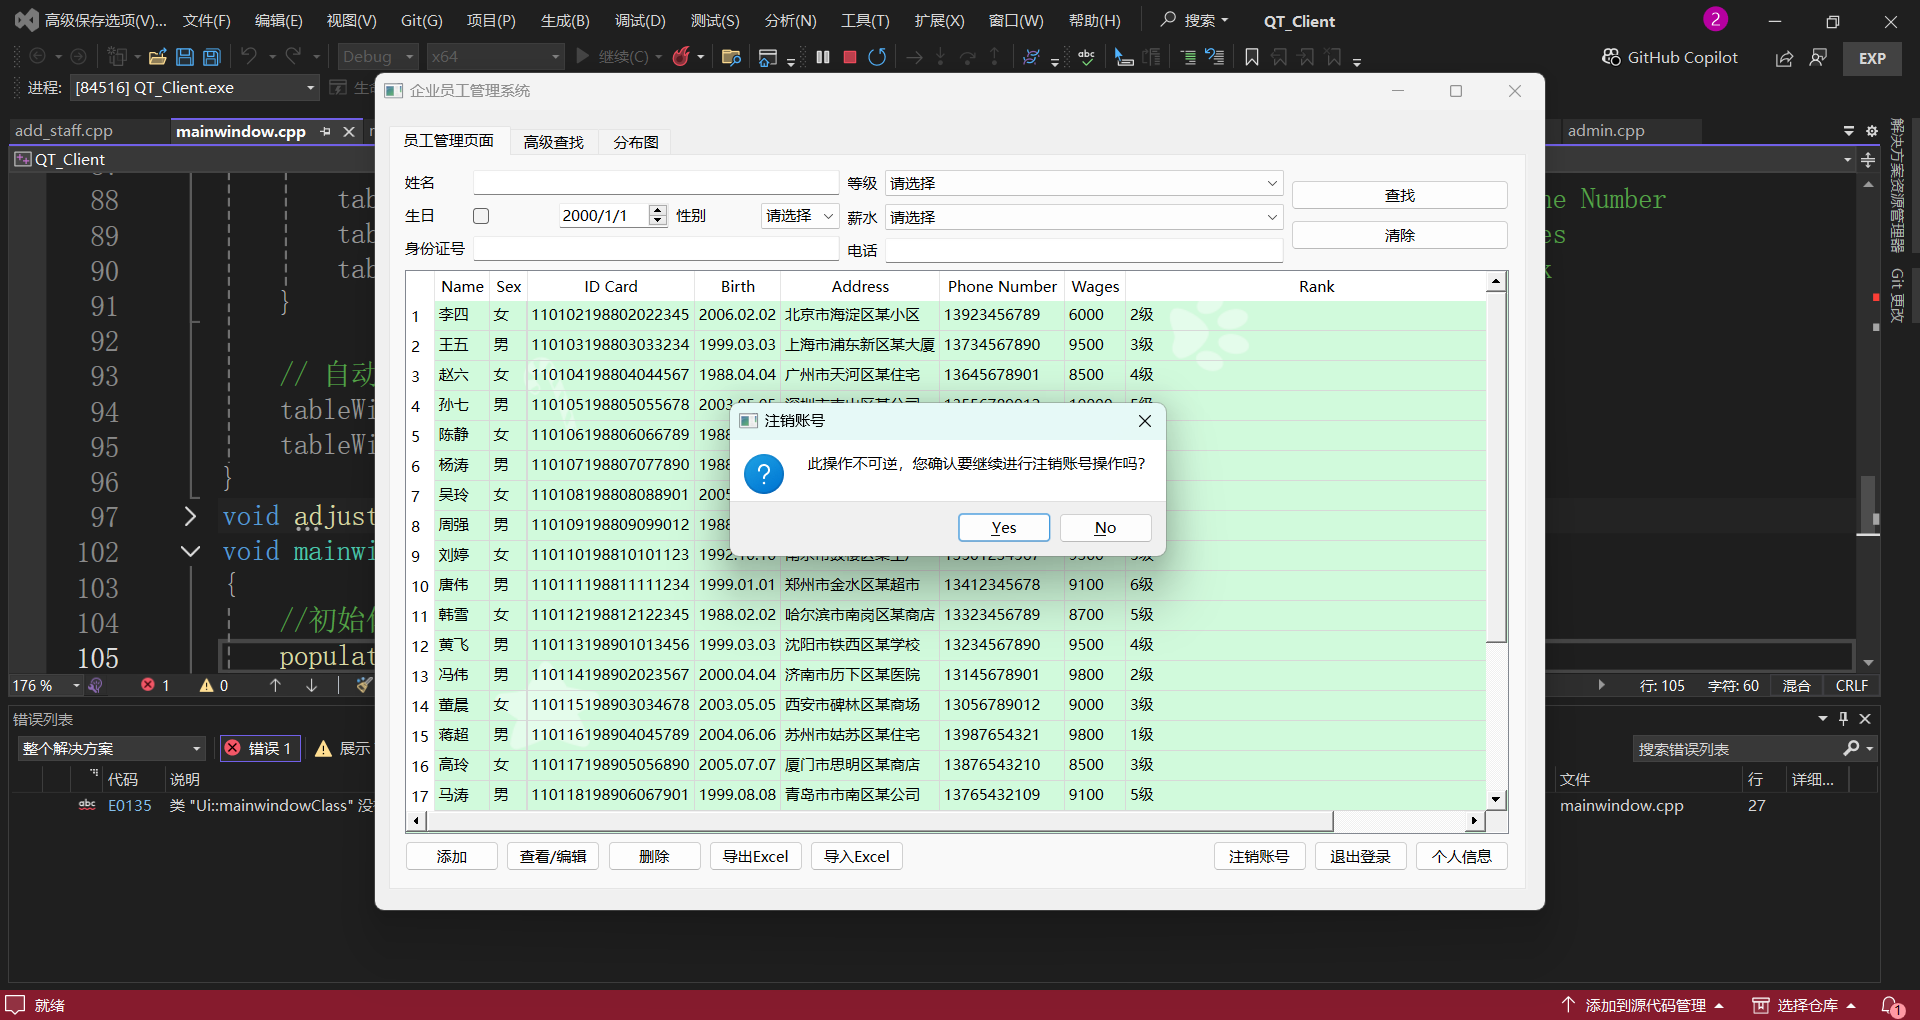 高级保存选项(V)... 文件(F) 编辑(E) 视图(V) Git(G) 项目(P) 生成(B) 调试(D) 测试(S) 分析(N) 工具(T) 扩展(X) 窗口(W) 帮助(H) 搜索 QT_Client 2
Debug x64 继续(C) abc GitHub Copilot EXP
进程: [84516] QT_Client.exe
企业员工管理系统
add_staff.cpp mainwindow.cpp admin.cpp
QT_Client
员工管理页面 高级查找 分布图
姓名 等级 请选择 查找
生日 2000/1/1 性别 请选择 薪水 请选择 清除
身份证号 电话
Name Sex ID Card Birth Address Phone Number Wages Rank
1 李四 女 110102198802022345 2006.02.02 北京市海淀区某小区 13923456789 6000 2级
2 王五 男 110103198803033234 1999.03.03 上海市浦东新区某大厦 13734567890 9500 3级
3 赵六 女 110104198804044567 1988.04.04 广州市天河区某住宅 13645678901 8500 4级
4 孙七 男 110105198805055678
5 陈静 女 110106198806066789 1988
6 杨涛 男 110107198807077890 1988
7 吴玲 女 110108198808088901 2005
8 周强 男 110109198809099012 1988
9 刘婷 女 110110198810101123
10 唐伟 男 110111198811111234 1999.01.01 郑州市金水区某超市 13412345678 9100 6级
11 韩雪 女 110112198812122345 1988.02.02 哈尔滨市南岗区某商店 13323456789 8700 5级
12 黄飞 男 110113198901013456 1999.03.03 沈阳市铁西区某学校 13234567890 9500 4级
13 冯伟 男 110114198902023567 2000.04.04 济南市历下区某医院 13145678901 9800 2级
14 董晨 女 110115198903034678 2003.05.05 西安市碑林区某商场 13056789012 9000 3级
15 蒋超 男 110116198904045789 2004.06.06 苏州市姑苏区某住宅 13987654321 9800 1级
16 高玲 女 110117198905056890 2005.07.07 厦门市思明区某商店 13876543210 8500 3级
17 马涛 男 110118198906067901 1999.08.08 青岛市市南区某公司 13765432109 9100 5级
添加 查看/编辑 删除 导出Excel 导入Excel 注销账号 退出登录 个人信息
注销账号
此操作不可逆，您确认要继续进行注销账号操作吗?
Yes No
88 tab
89 tab
90 tab
91 }
92
93 // 自动
94 tableWi
95 tableWi
96 }
97 void adjust
102 void mainwi
103 {
104 //初始
105 populat
ne Number
es
k
解决方案资源管理器
Git 更改
176 % 1 0 行: 105 字符: 60 混合 CRLF
错误列表
整个解决方案 错误 1 展示 搜索错误列表
代码 说明 文件 行 详细...
abc E0135 类 "Ui::mainwindowClass" 没 mainwindow.cpp 27
就绪 添加到源代码管理 选择仓库 1